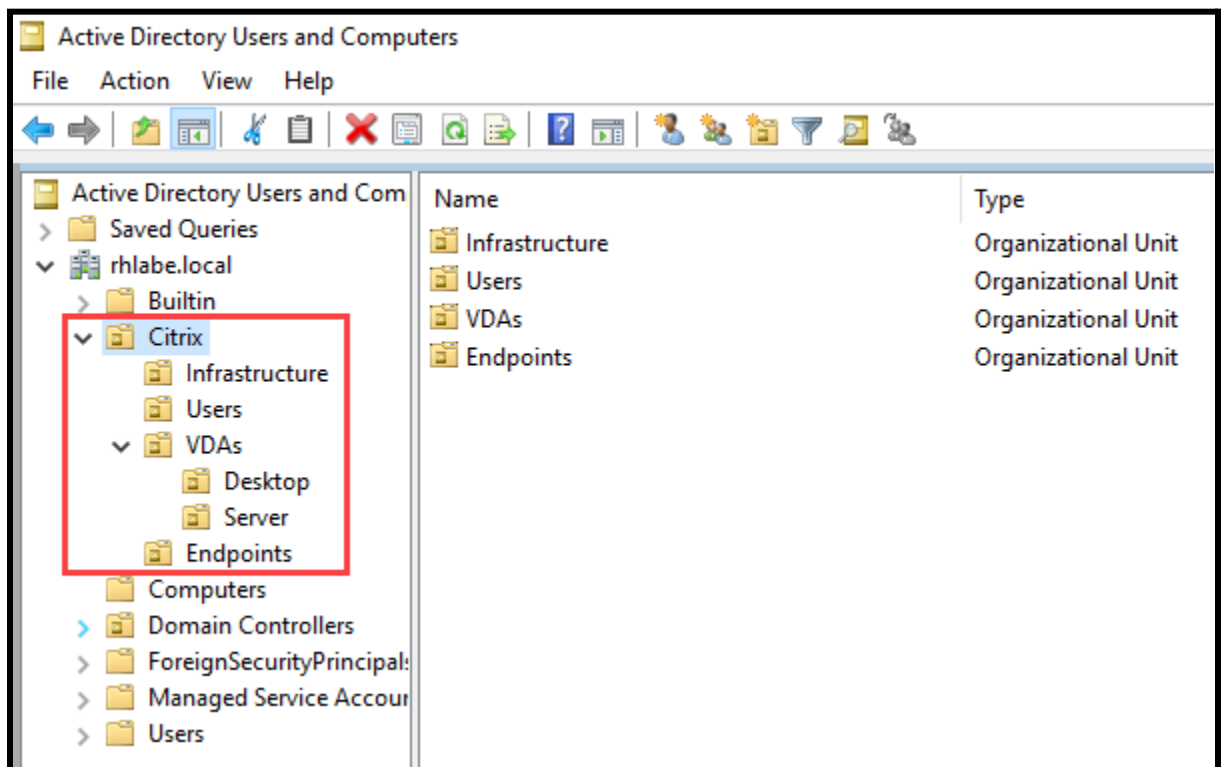 Active Directory Users and Computers
File Action View Help
Active Directory Users and Com
Saved Queries
rhlabe.local
Builtin
Citrix
Infrastructure
Users
VDAs
Desktop
Server
Endpoints
Computers
Domain Controllers
ForeignSecurityPrincipals
Managed Service Accour
Users
Name Type
Infrastructure Organizational Unit
Users Organizational Unit
VDAs Organizational Unit
Endpoints Organizational Unit